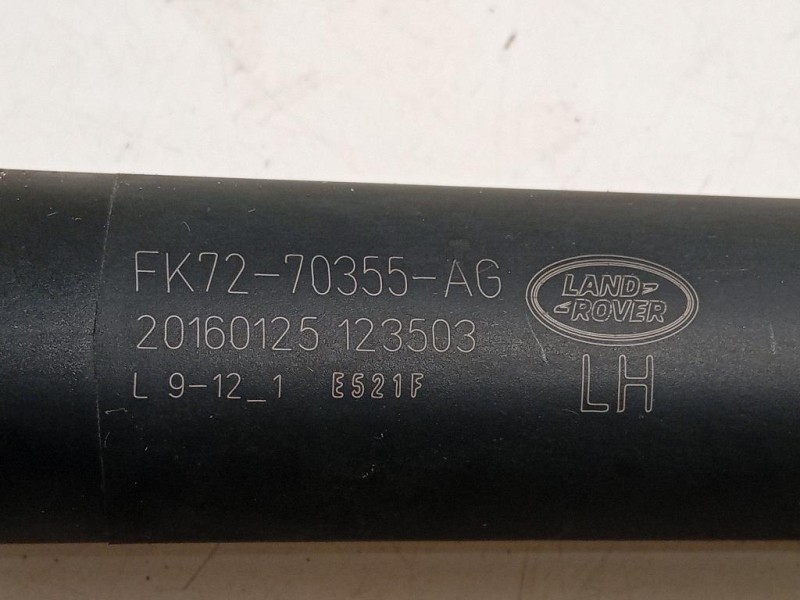 FK72-70355-AG
LAND-
-ROVER
20160125 123503
L 9-12_1 E521F
LH